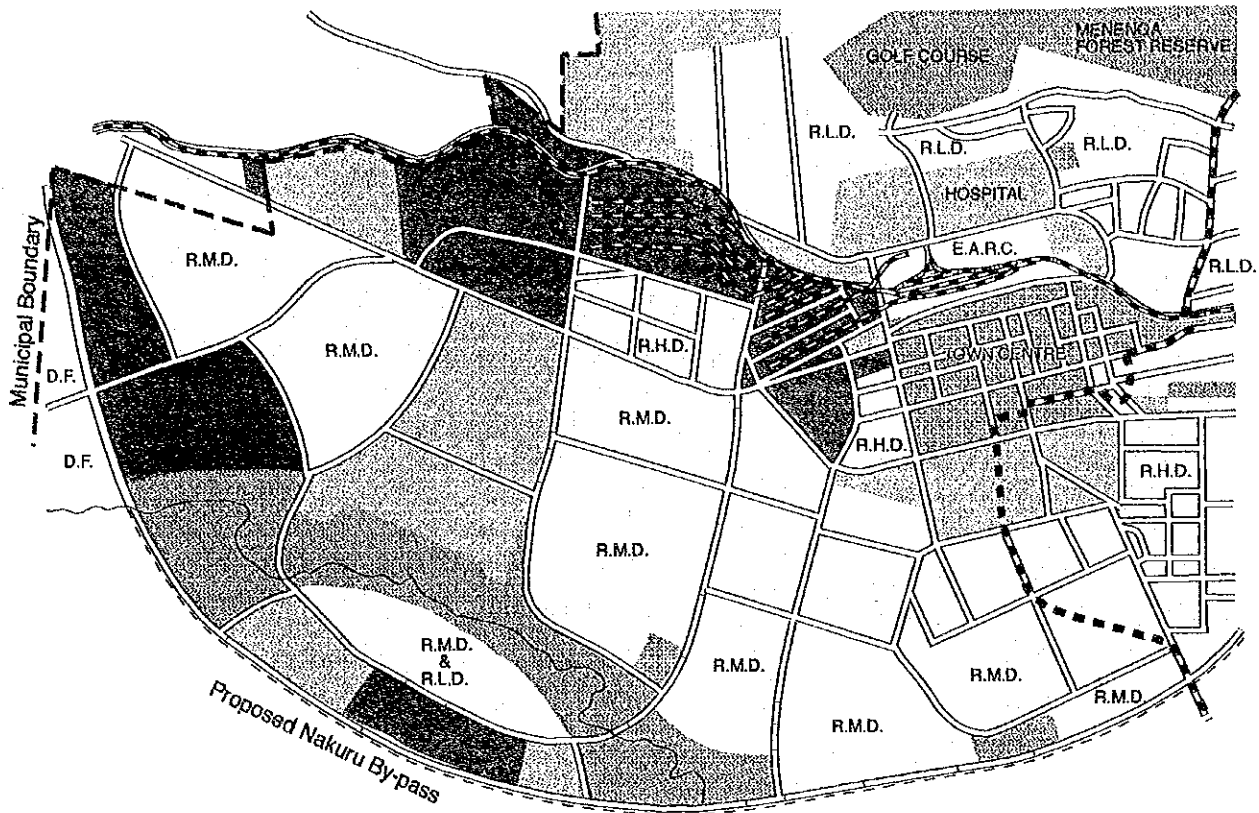 MENENGA
FOREST RESERVE
GOLF COURSE
R.L.D.
R.L.D.
R.L.D.
HOSPITAL
E.A.R.C.
R.L.D.
R.M.D.
Municipal Boundary
R.M.D.
R.H.D.
TOWN CENTRE
D.F.
R.M.D.
R.H.D.
D.F.
R.H.D.
R.M.D.
R.M.D.
&
R.L.D.
R.M.D.
R.M.D.
R.M.D.
R.M.D.
Proposed Nakuru By-pass